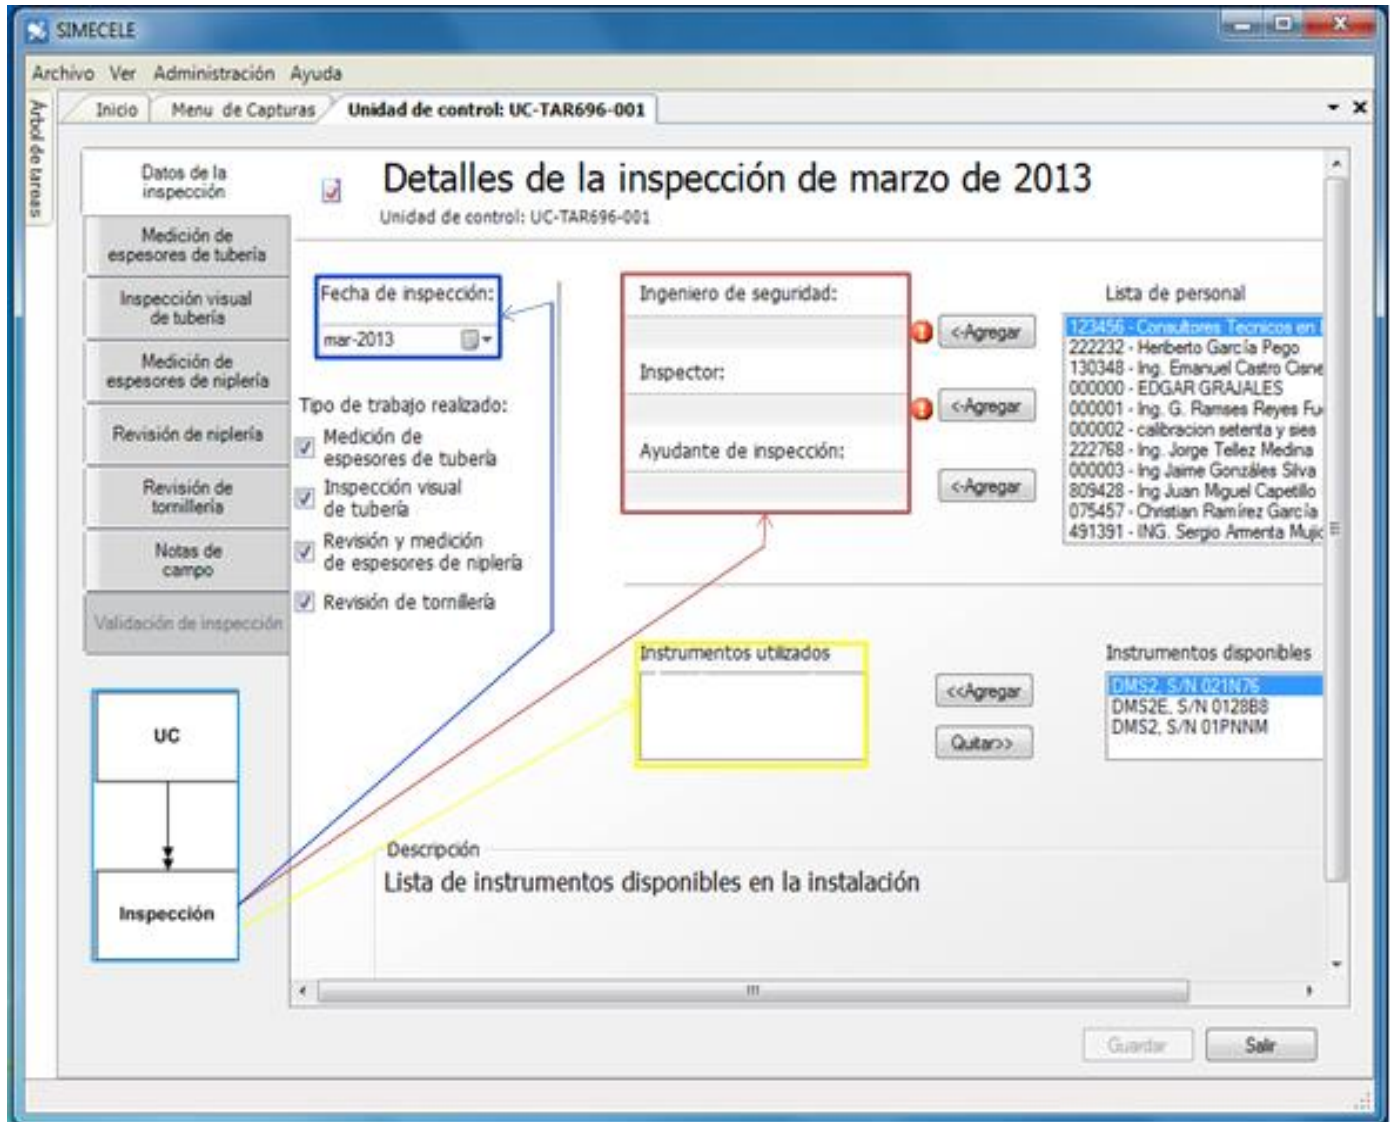 SIMECELE
Archivo Ver Administración Ayuda
Árbol de tareas
Inicio Menu de Capturas Unidad de control: UC-TAR696-001
Datos de la
inspección
Medición de
espesores de tubería
Inspección visual
de tubería
Medición de
espesores de niplería
Revisión de niplería
Revisión de
tornillería
Notas de
campo
Validación de inspección
UC
Inspección
Detalles de la inspección de marzo de 2013
Unidad de control: UC-TAR696-001
Fecha de inspección:
mar-2013
Tipo de trabajo realizado:
Medición de
espesores de tubería
Inspección visual
de tubería
Revisión y medición
de espesores de niplería
Revisión de tornillería
Ingeniero de seguridad:
<-Agregar
Inspector:
<-Agregar
Ayudante de inspección:
<-Agregar
Lista de personal
123456 - Consultores Tecnicos en
222232 - Heriberto García Pego
130348 - Ing. Emanuel Castro Cisne
000000 - EDGAR GRAJALES
000001 - Ing. G. Ramses Reyes Fu
000002 - calibracion setenta y sies
222768 - Ing. Jorge Tellez Medina
000003 - Ing Jaime Gonzáles Silva
809428 - Ing Juan Miguel Capetillo
075457 - Christian Ramírez García
491391 - ING. Sergio Armenta Mujic
Instrumentos utilizados
<<Agregar
Quitar>>
Instrumentos disponibles
DMS2, S/N 021N76
DMS2E, S/N 0128B8
DMS2, S/N 01PNNM
Descripción
Lista de instrumentos disponibles en la instalación
Guardar Salir